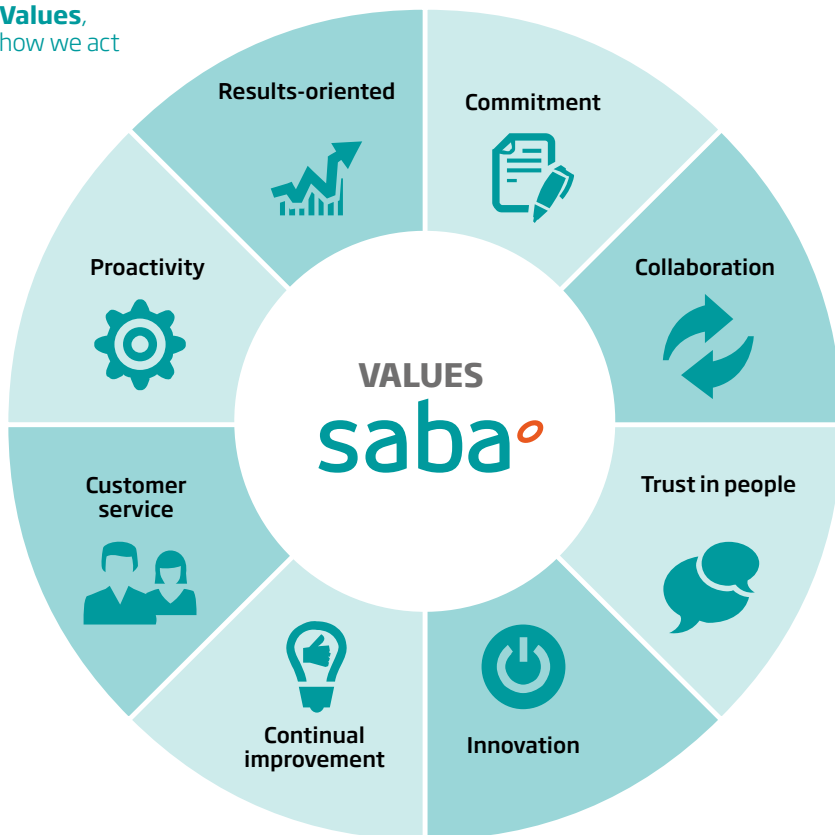 Values,
how we act
Results-oriented
Commitment
Proactivity
Collaboration
VALUES
saba
Customer
service
Trust in people
Continual
improvement
Innovation